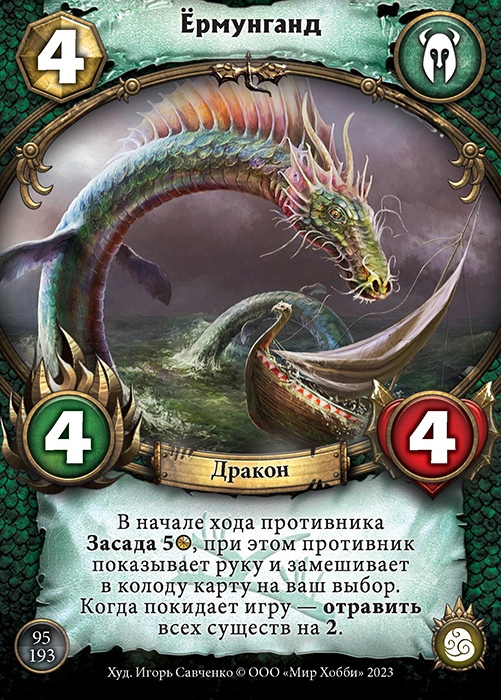 Ёрмунганд
4
4
4
Дракон
В начале хода противника
Засада 5, при этом противник
показывает руку и замешивает
в колоду карту на ваш выбор.
Когда покидает игру — отравить
всех существ на 2.
95
193
Худ. Игорь Савченко © ООО «Мир Хобби» 2023